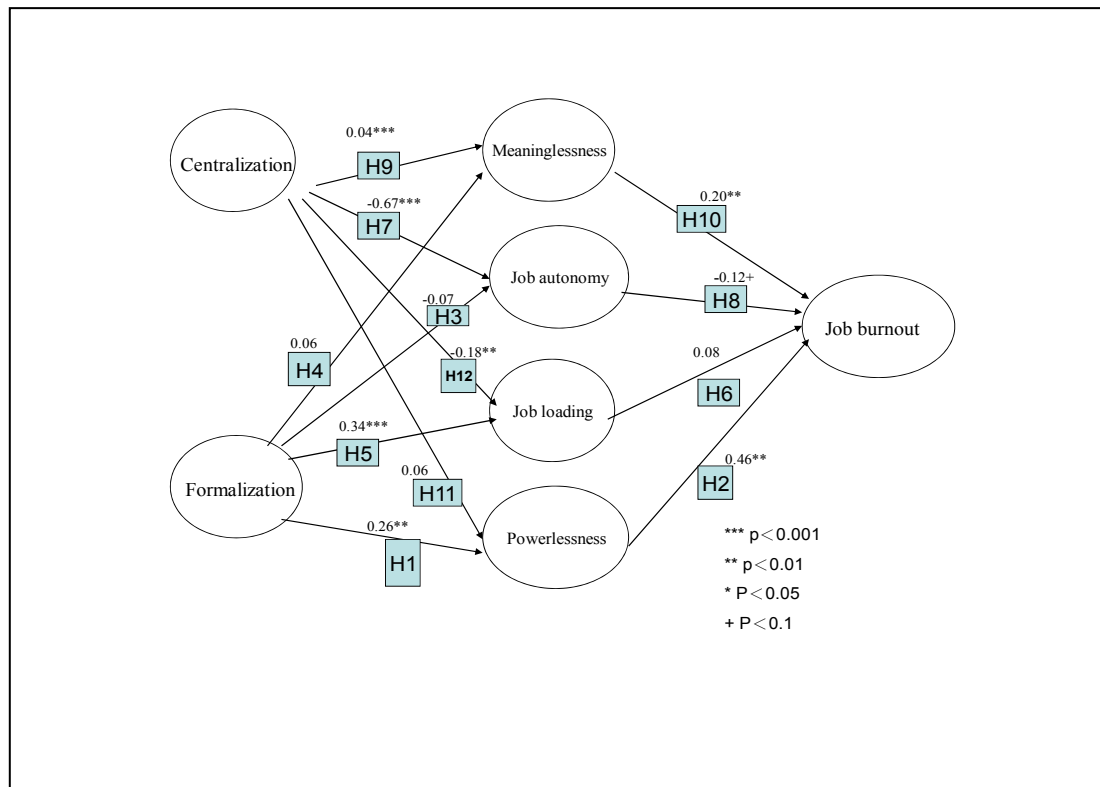 0.04***
Meaninglessness
Centralization
H9
0.20**
-0.67***
H10
H7
Job autonomy
-0.12+
-0.07
H8
H3
Job burnout
0.06
-0.18**
0.08
H4
H12
H6
Job loading
0.34***
H5
0.46**
0.06
H2
Formalization
H11
0.26**
Powerlessness
H1
*** p<0.001
** p<0.01
* P<0.05
+ P<0.1